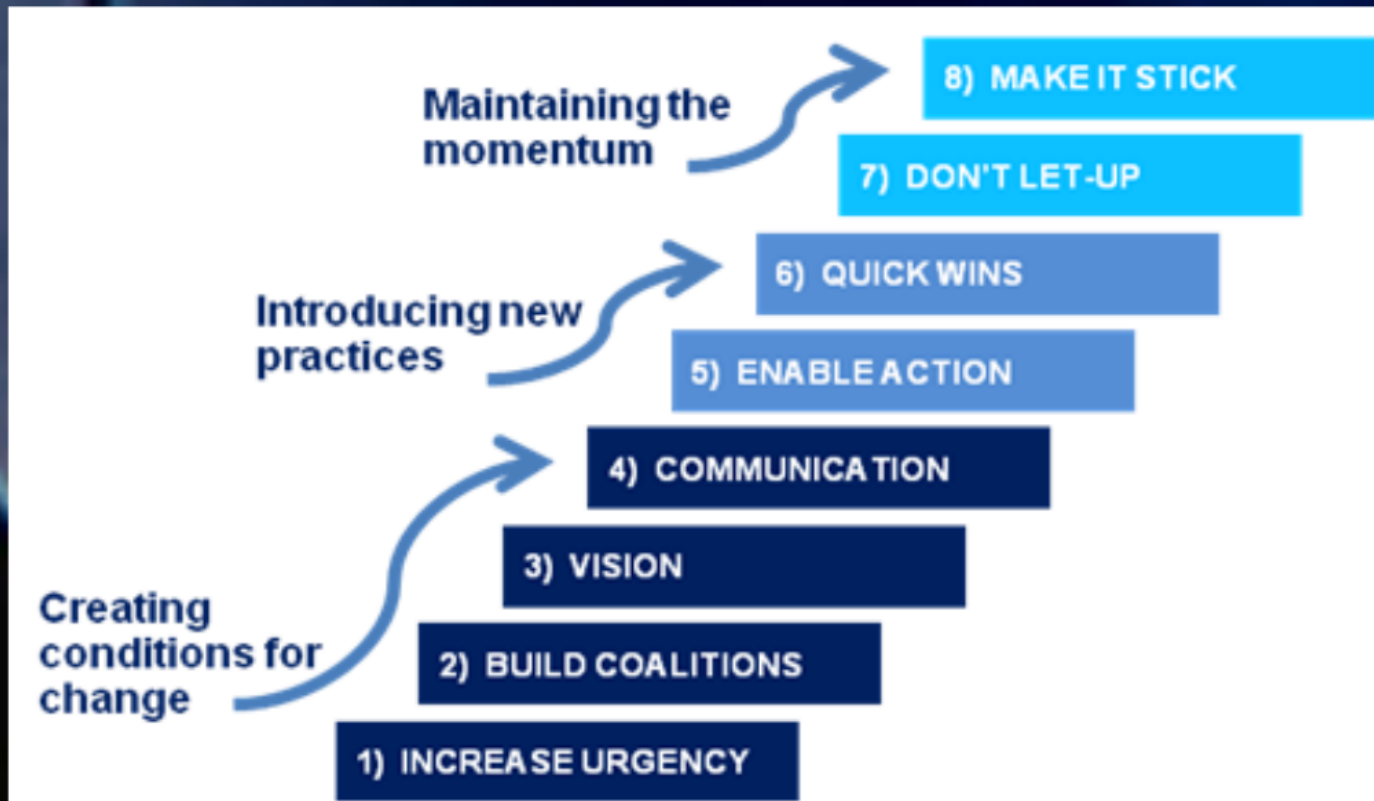 8) MAKE IT STICK
Maintaining the
momentum
7) DON'T LET-UP
6) QUICK WINS
Introducing new
practices
5) ENABLE ACTION
4) COMMUNICATION
3) VISION
Creating
conditions for
change
2) BUILD COALITIONS
1) INCREASE URGENCY